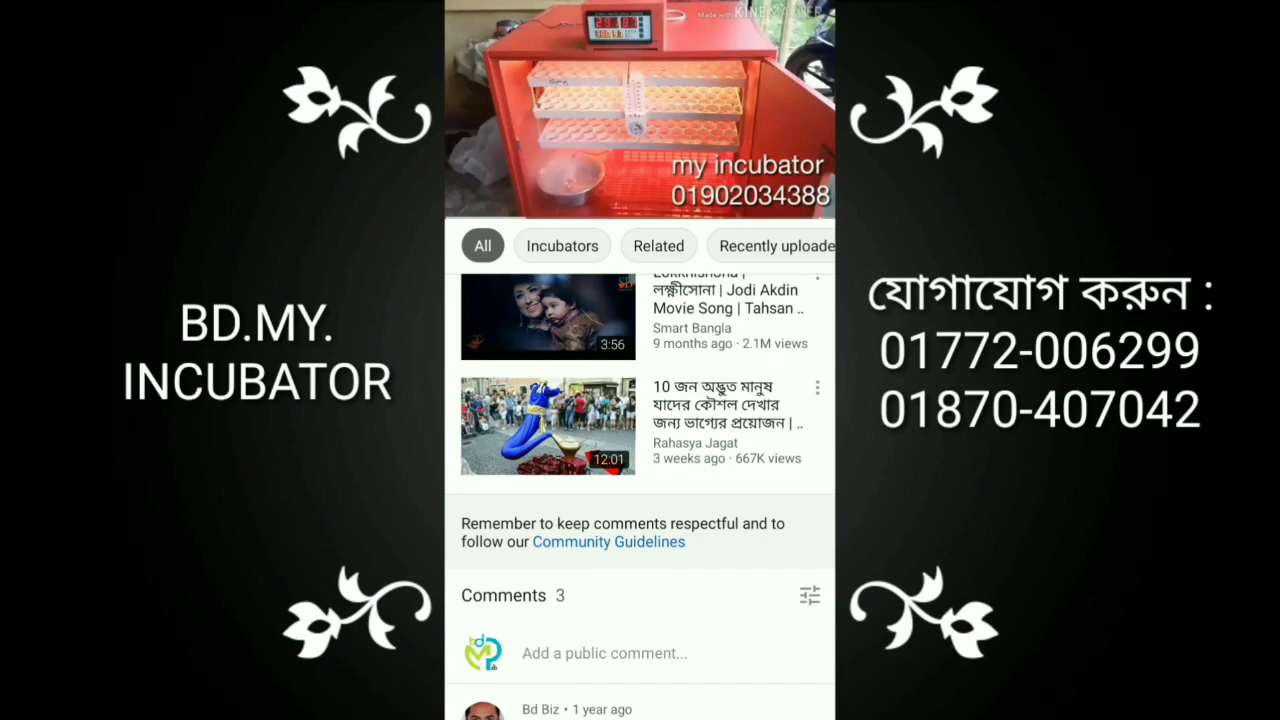 BD.MY.
INCUBATOR
Made with KINEMASTER
my incubator
01902034388
All
Incubators
Related
Recently uploade
লক্ষ্মীসোনা | Jodi Akdin
Movie Song | Tahsan ..
Smart Bangla
9 months ago · 2.1M views
3:56
10 জন অদ্ভুত মানুষ
যাদের কৌশল দেখার
জন্য ভাগ্যের প্রয়োজন | ..
Rahasya Jagat
3 weeks ago · 667K views
12:01
Remember to keep comments respectful and to
follow our Community Guidelines
Comments 3
Add a public comment...
Bd Biz • 1 year ago
যোগাযোগ করুন :
01772-006299
01870-407042